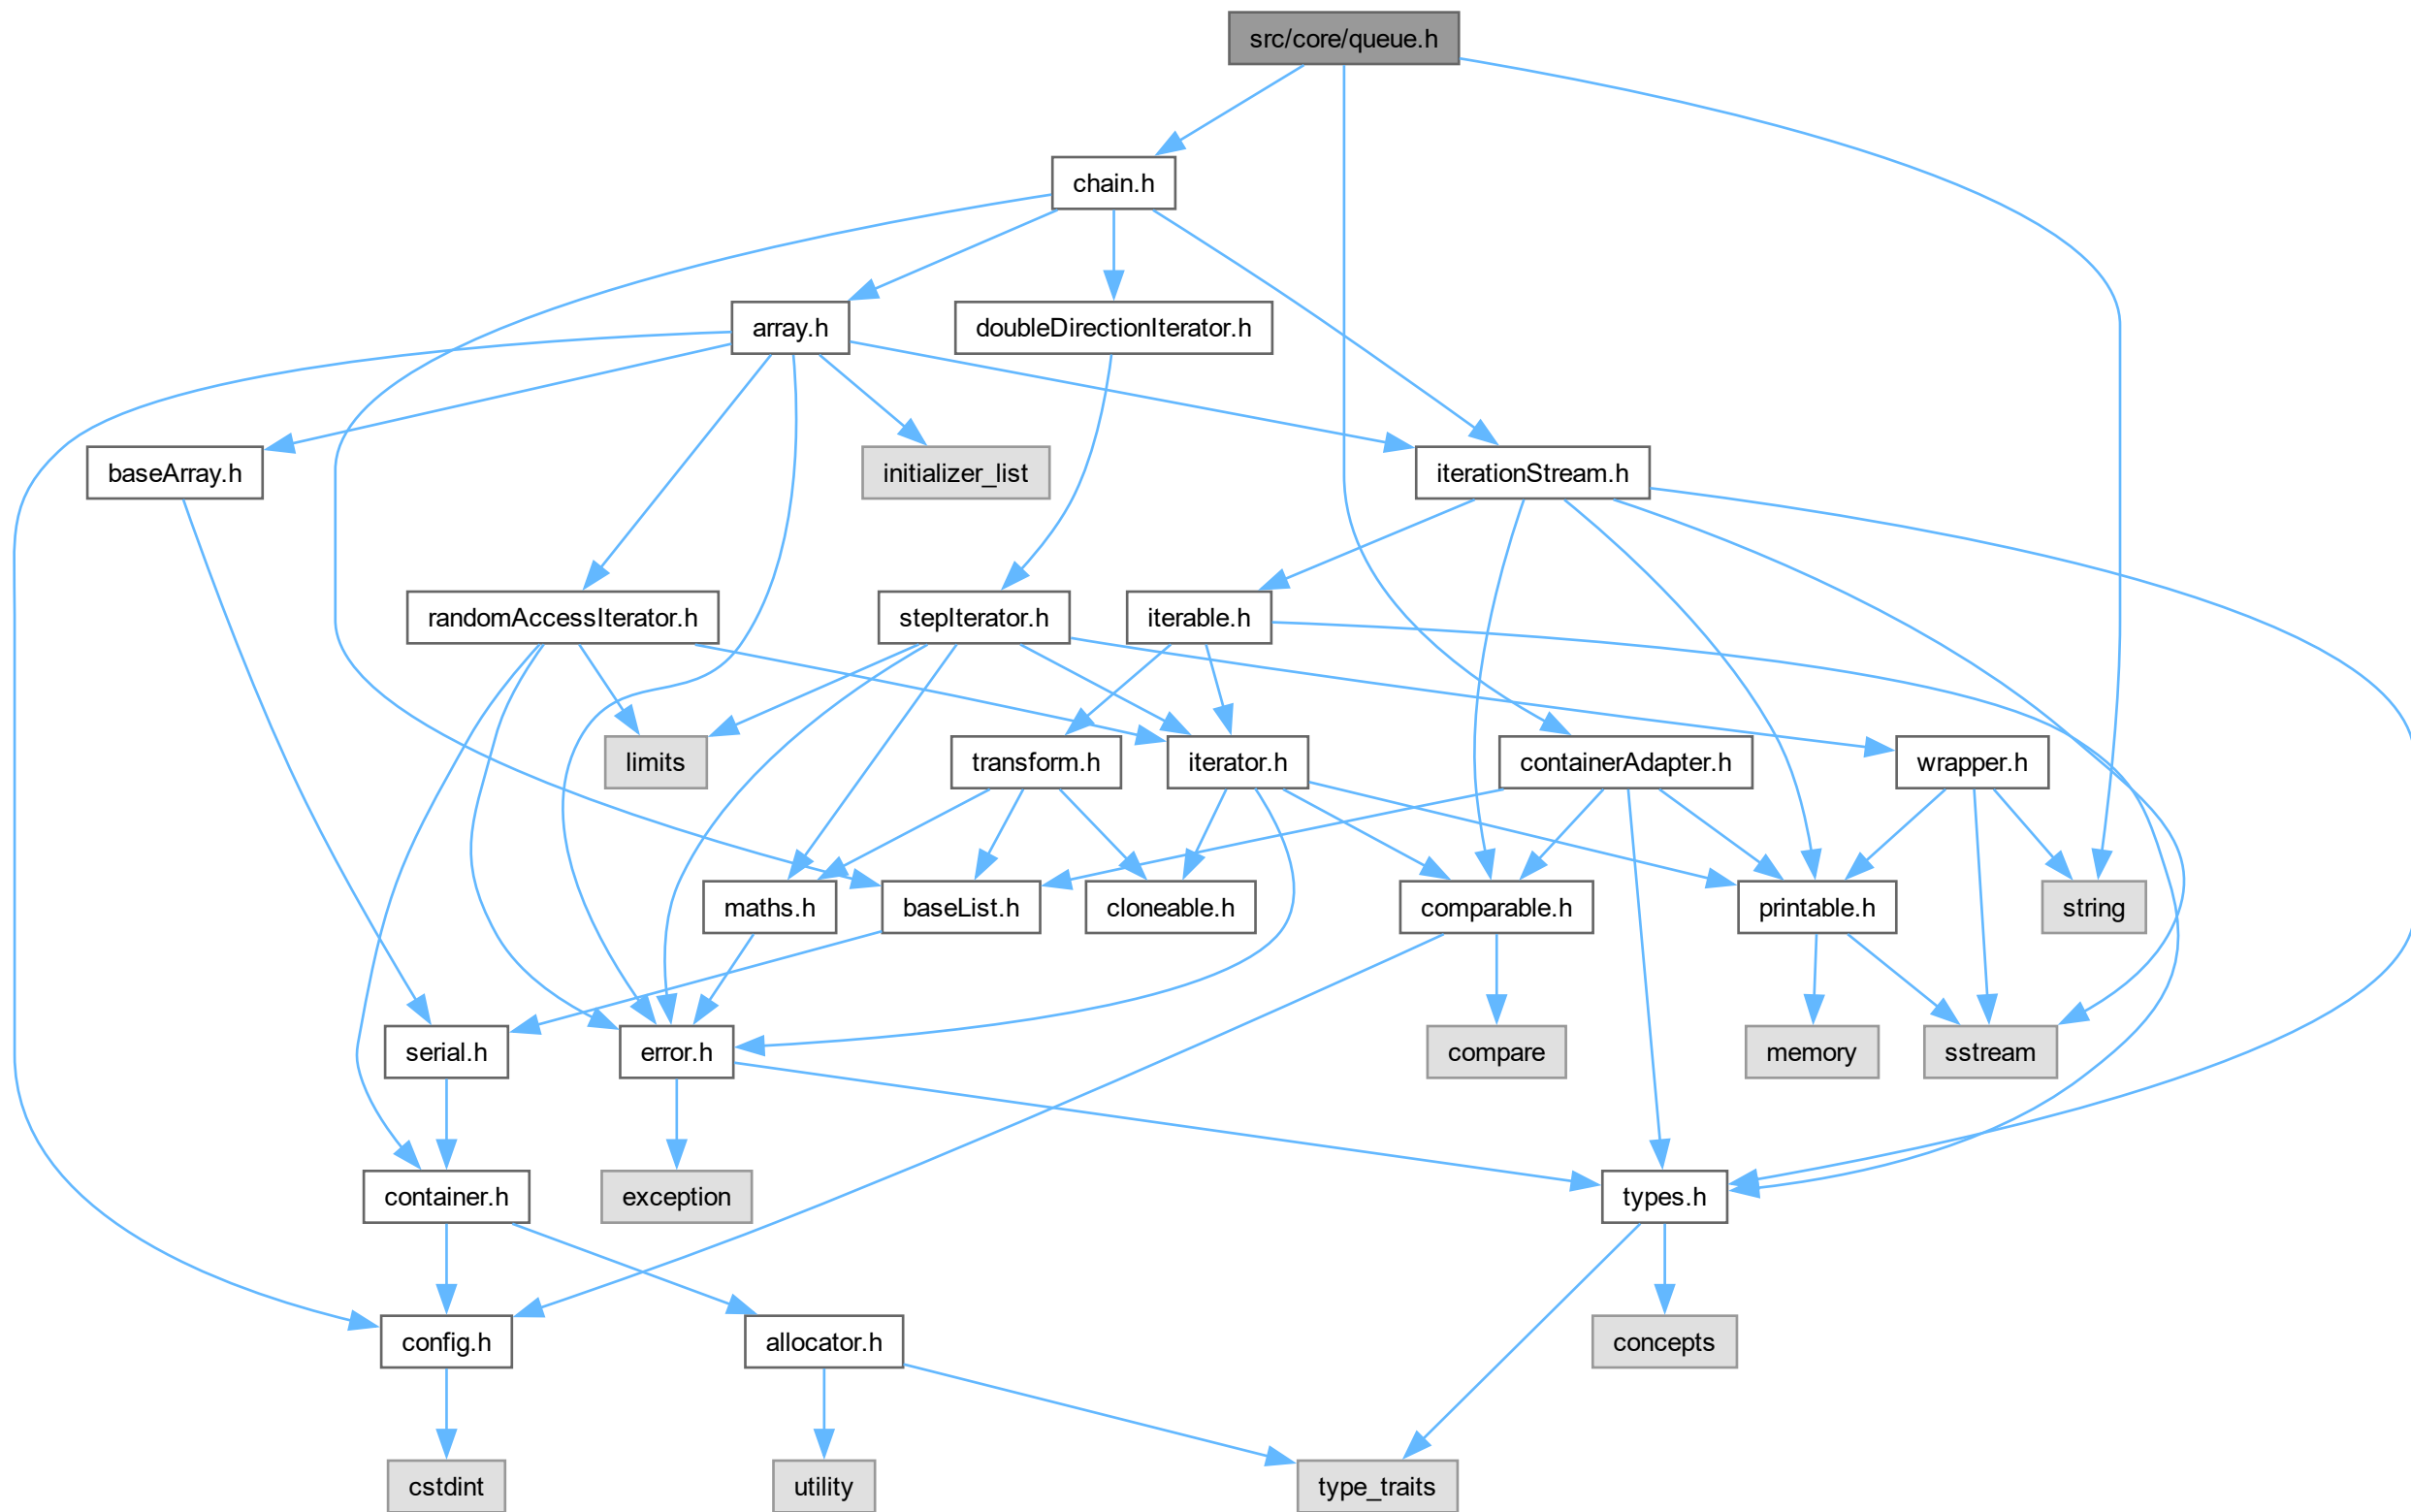 src/core/queue.h
chain.h
array.h
doubleDirectionIterator.h
baseArray.h
initializer_list
iterationStream.h
randomAccessIterator.h
stepIterator.h
iterable.h
limits
transform.h
iterator.h
containerAdapter.h
wrapper.h
maths.h
baseList.h
cloneable.h
comparable.h
printable.h
string
serial.h
error.h
compare
memory
sstream
container.h
exception
types.h
config.h
allocator.h
concepts
cstdint
utility
type_traits